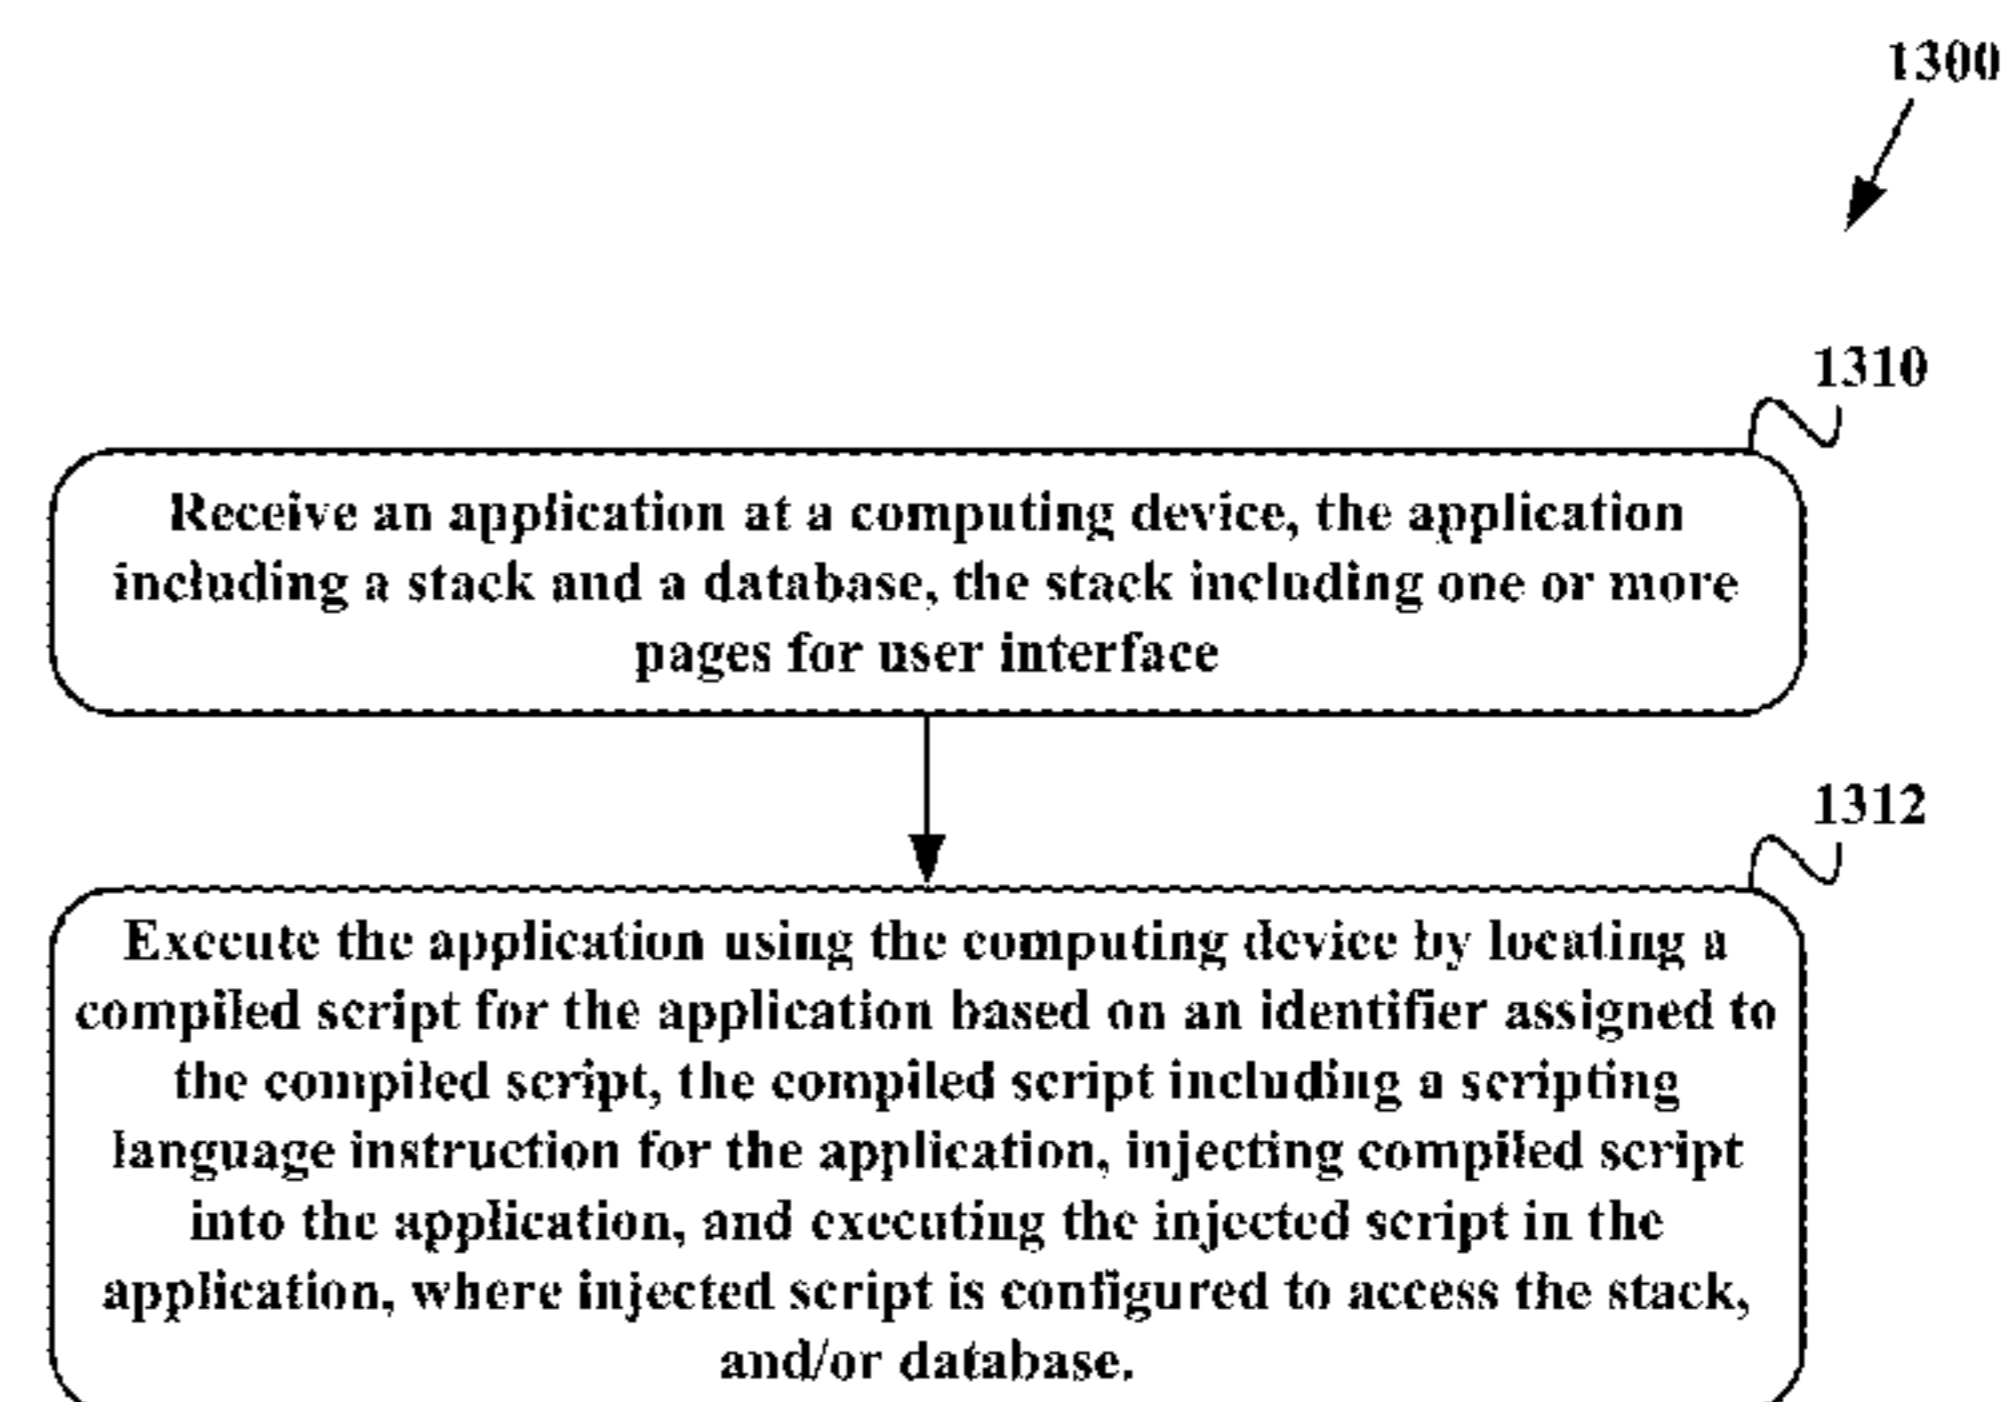 1300
1310
Receive an application at a computing device, the application
including a stack and a database, the stack including one or more
pages for user interface
1312
Execute the application using the computing device by locating a
compiled script for the application based on an identifier assigned to
the compiled script, the compiled script including a scripting
language instruction for the application, injecting compiled script
into the application, and executing the injected script in the
application, where injected script is configured to access the stack,
and/or database.